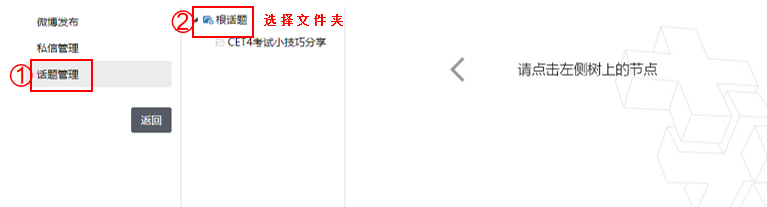 微博发布
私信管理
① 话题管理
返回
② 根话题 选择文件夹
CET4考试小技巧分享
请点击左侧树上的节点